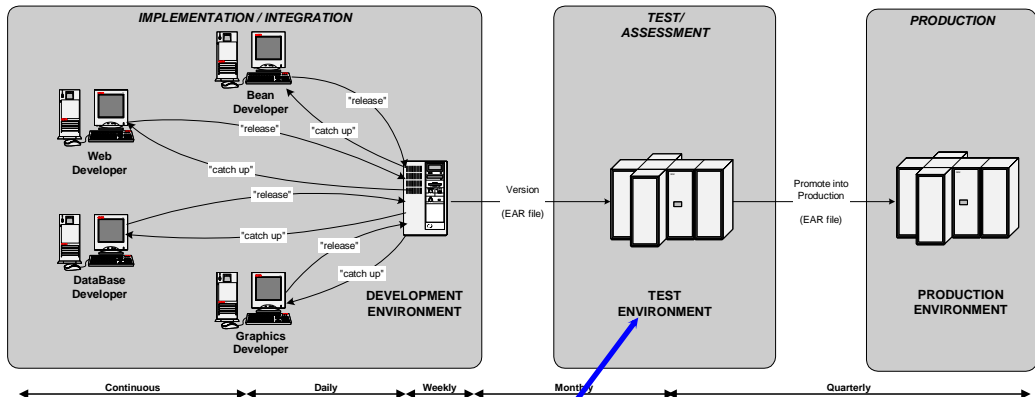 IMPLEMENTATION / INTEGRATION
Bean
Developer
"release"
"catch up"
Web
Developer
"release"
"catch up"
DataBase
Developer
"release"
"catch up"
Graphics
Developer
"release"
"catch up"
DEVELOPMENT
ENVIRONMENT
Version
(EAR file)
TEST/
ASSESSMENT
TEST
ENVIRONMENT
Promote into
Production
(EAR file)
PRODUCTION
PRODUCTION
ENVIRONMENT
Continuous
Daily
Weekly
Monthly
Quarterly